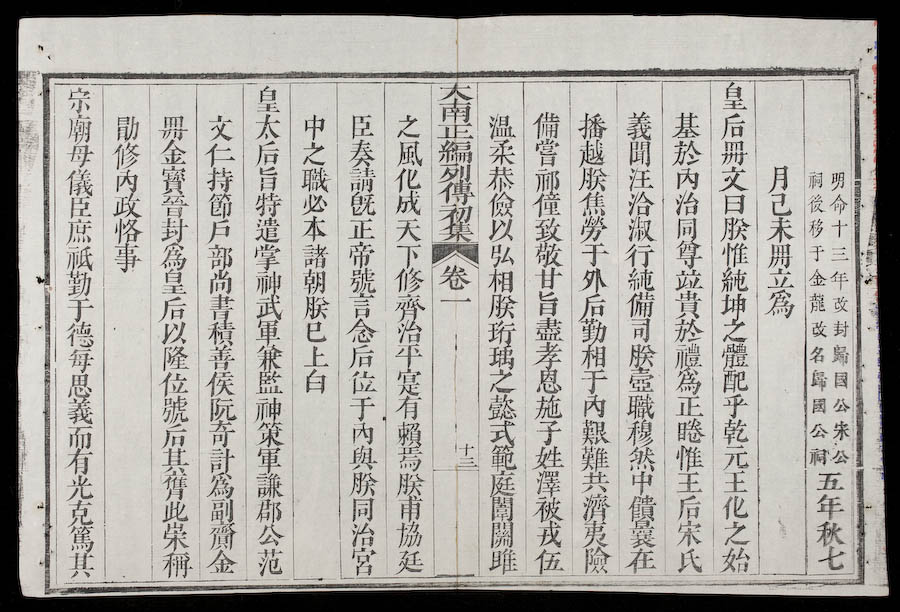 明命十三年改封歸國公宋公
祠後移于金龍改名歸國公祠
五年秋七
月己未冊立爲
皇后冊文曰朕惟純坤之體配乎乾元王化之始
基於內治同尊竝貴於禮爲正睠惟王后宋氏
義聞汪洽淑行純備司朕壼職穆然中饋曩在
播越朕焦勞于外后勤相于內艱難共濟夷險
備嘗祁僮致敬甘旨盡孝恩施子姓澤被戎伍
溫柔恭儉以弘相朕珩瑀之懿式範庭闈關雎
大南正編列傳初集 卷一 十三
之風化成天下修齊治平寔有賴焉朕甫協廷
臣奏請旣正帝號言念后位于內與朕同治宮
中之職必本諸朝朕已上白
皇太后旨特遣掌神武軍兼監神策軍謙郡公范
文仁持節戶部尚書積善侯阮奇計爲副齎金
冊金寶晉封爲皇后以隆位號后其膺此榮稱
勖修內政恪事
宗廟母儀臣庶祇勤于德每思義而有光克篤其